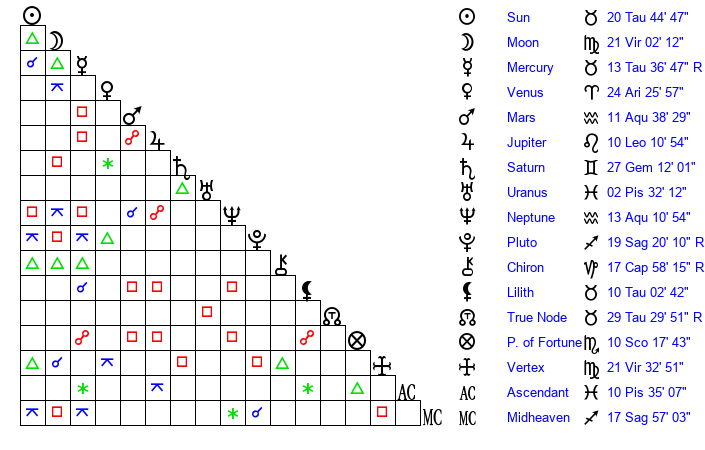 Sun 20 Tau 44' 47"
Moon 21 Vir 02' 12"
Mercury 13 Tau 36' 47" R
Venus 24 Ari 25' 57"
Mars 11 Aqu 38' 29"
Jupiter 10 Leo 10' 54"
Saturn 27 Gem 12' 01"
Uranus 02 Pis 32' 12"
Neptune 13 Aqu 10' 54"
Pluto 19 Sag 20' 10" R
Chiron 17 Cap 58' 15" R
Lilith 10 Tau 02' 42"
True Node 29 Tau 29' 51" R
P. of Fortune 10 Sco 17' 43"
Vertex 21 Vir 32' 51"
AC AC Ascendant 10 Pis 35' 07"
MC MC Midheaven 17 Sag 57' 03"